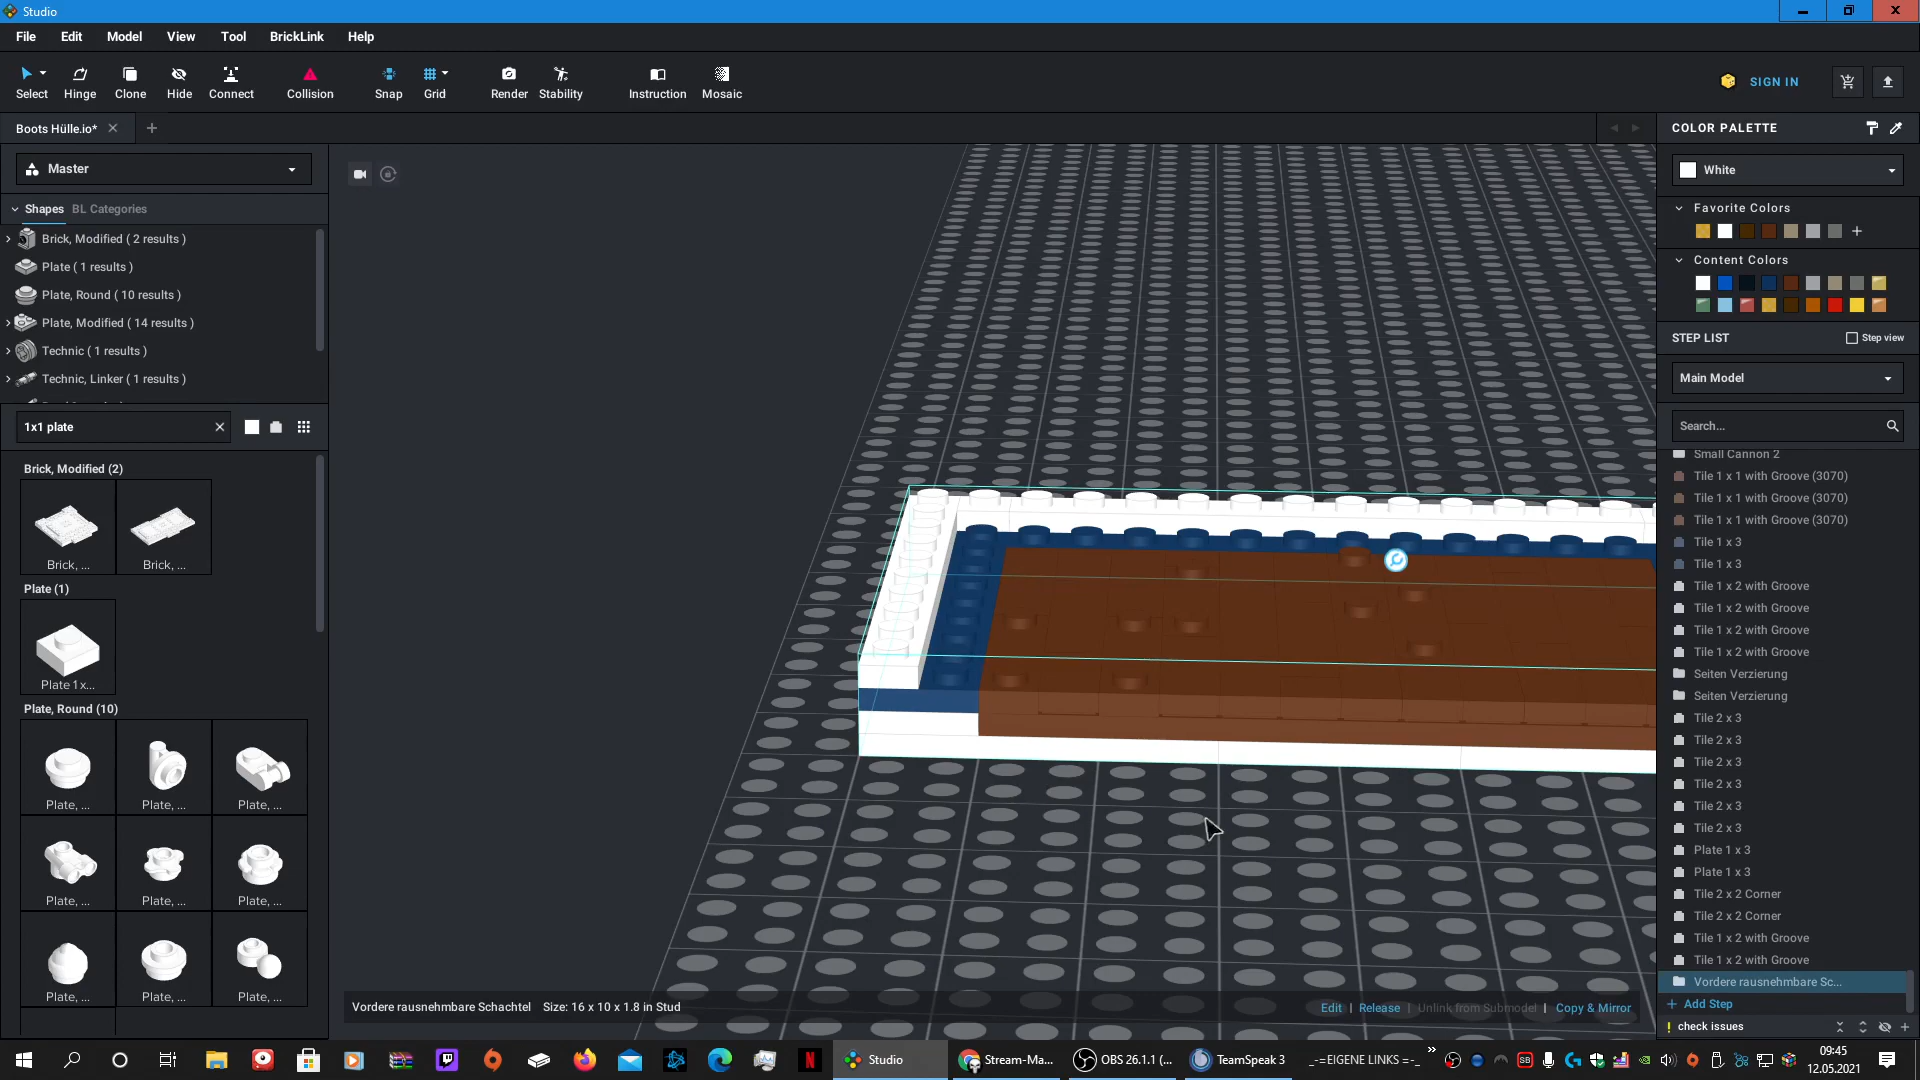 Studio
File Edit Model View Tool BrickLink Help
Select Hinge Clone Hide Connect Collision Snap Grid Render Stability Instruction Mosaic
SIGN IN
Boots Hülle.io*
Master
Shapes BL Categories
Brick, Modified ( 2 results )
Plate ( 1 results )
Plate, Round ( 10 results )
Plate, Modified ( 14 results )
Technic ( 1 results )
Technic, Linker ( 1 results )
1x1 plate
Brick, Modified (2)
Brick, ... Brick, ...
Plate (1)
Plate 1x...
Plate, Round (10)
Plate, ... Plate, ... Plate, ...
Plate, ... Plate, ... Plate, ...
Plate, ... Plate, ... Plate, ...
Vordere rausnehmbare Schachtel Size: 16 x 10 x 1.8 in Stud
Edit | Release | Unlink from Submodel | Copy & Mirror
COLOR PALETTE
White
Favorite Colors
Content Colors
STEP LIST
Step view
Main Model
Search...
Small Cannon 2
Tile 1 x 1 with Groove (3070)
Tile 1 x 1 with Groove (3070)
Tile 1 x 1 with Groove (3070)
Tile 1 x 3
Tile 1 x 3
Tile 1 x 2 with Groove
Tile 1 x 2 with Groove
Tile 1 x 2 with Groove
Tile 1 x 2 with Groove
Seiten Verzierung
Seiten Verzierung
Tile 2 x 3
Tile 2 x 3
Tile 2 x 3
Tile 2 x 3
Tile 2 x 3
Tile 2 x 3
Plate 1 x 3
Plate 1 x 3
Tile 2 x 2 Corner
Tile 2 x 2 Corner
Tile 1 x 2 with Groove
Tile 1 x 2 with Groove
Vordere rausnehmbare Sc...
+ Add Step
! check issues
Studio
Stream-Ma...
OBS 26.1.1 (...
TeamSpeak 3
_-=EIGENE LINKS =-_
09:45
12.05.2021